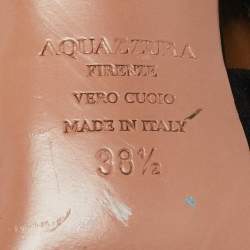 AQUAZZURA
FIRENZE
VERO CUOIO
MADE IN ITALY
38½